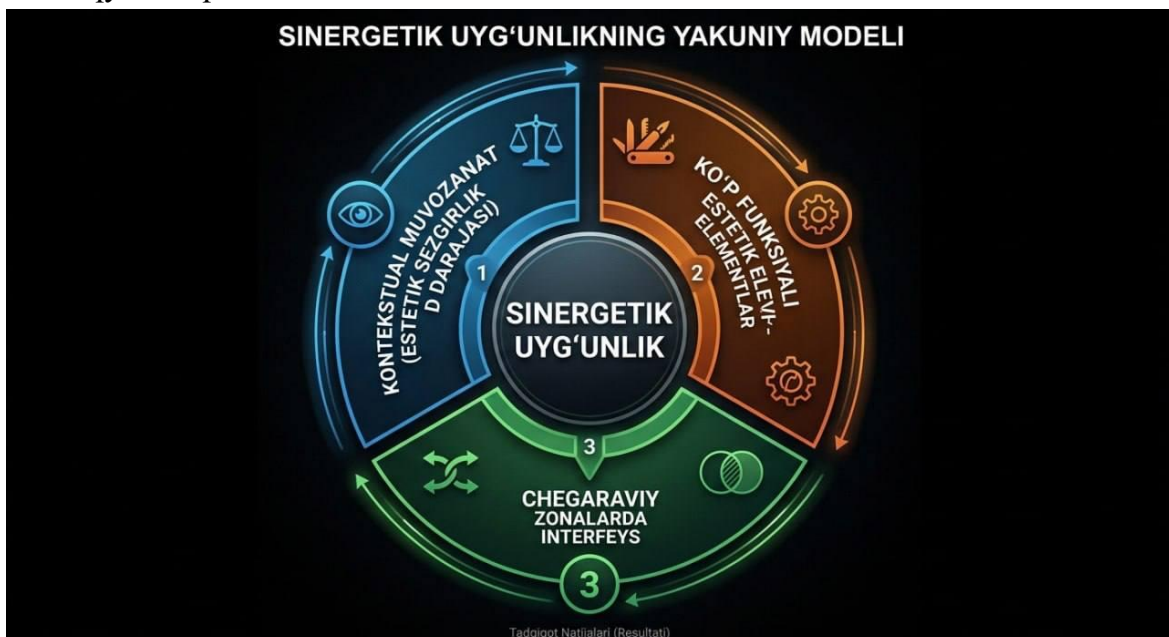 SINERGETIK UYG‘UNLIKNING YAKUNIY MODELI
KONTEKSTUAL MUVOZANAT
(ESTETIK SEZGIRLIK
D DARAJASI)
1
KO‘P FUNKSIYALI
ESTETIK ELEVI-
ELEMENTLAR
2
SINERGETIK
UYG‘UNLIK
3
CHEGARAVIY
ZONALARDA
INTERFEYS
3
Tadqiqot Natijalari (Resultati)